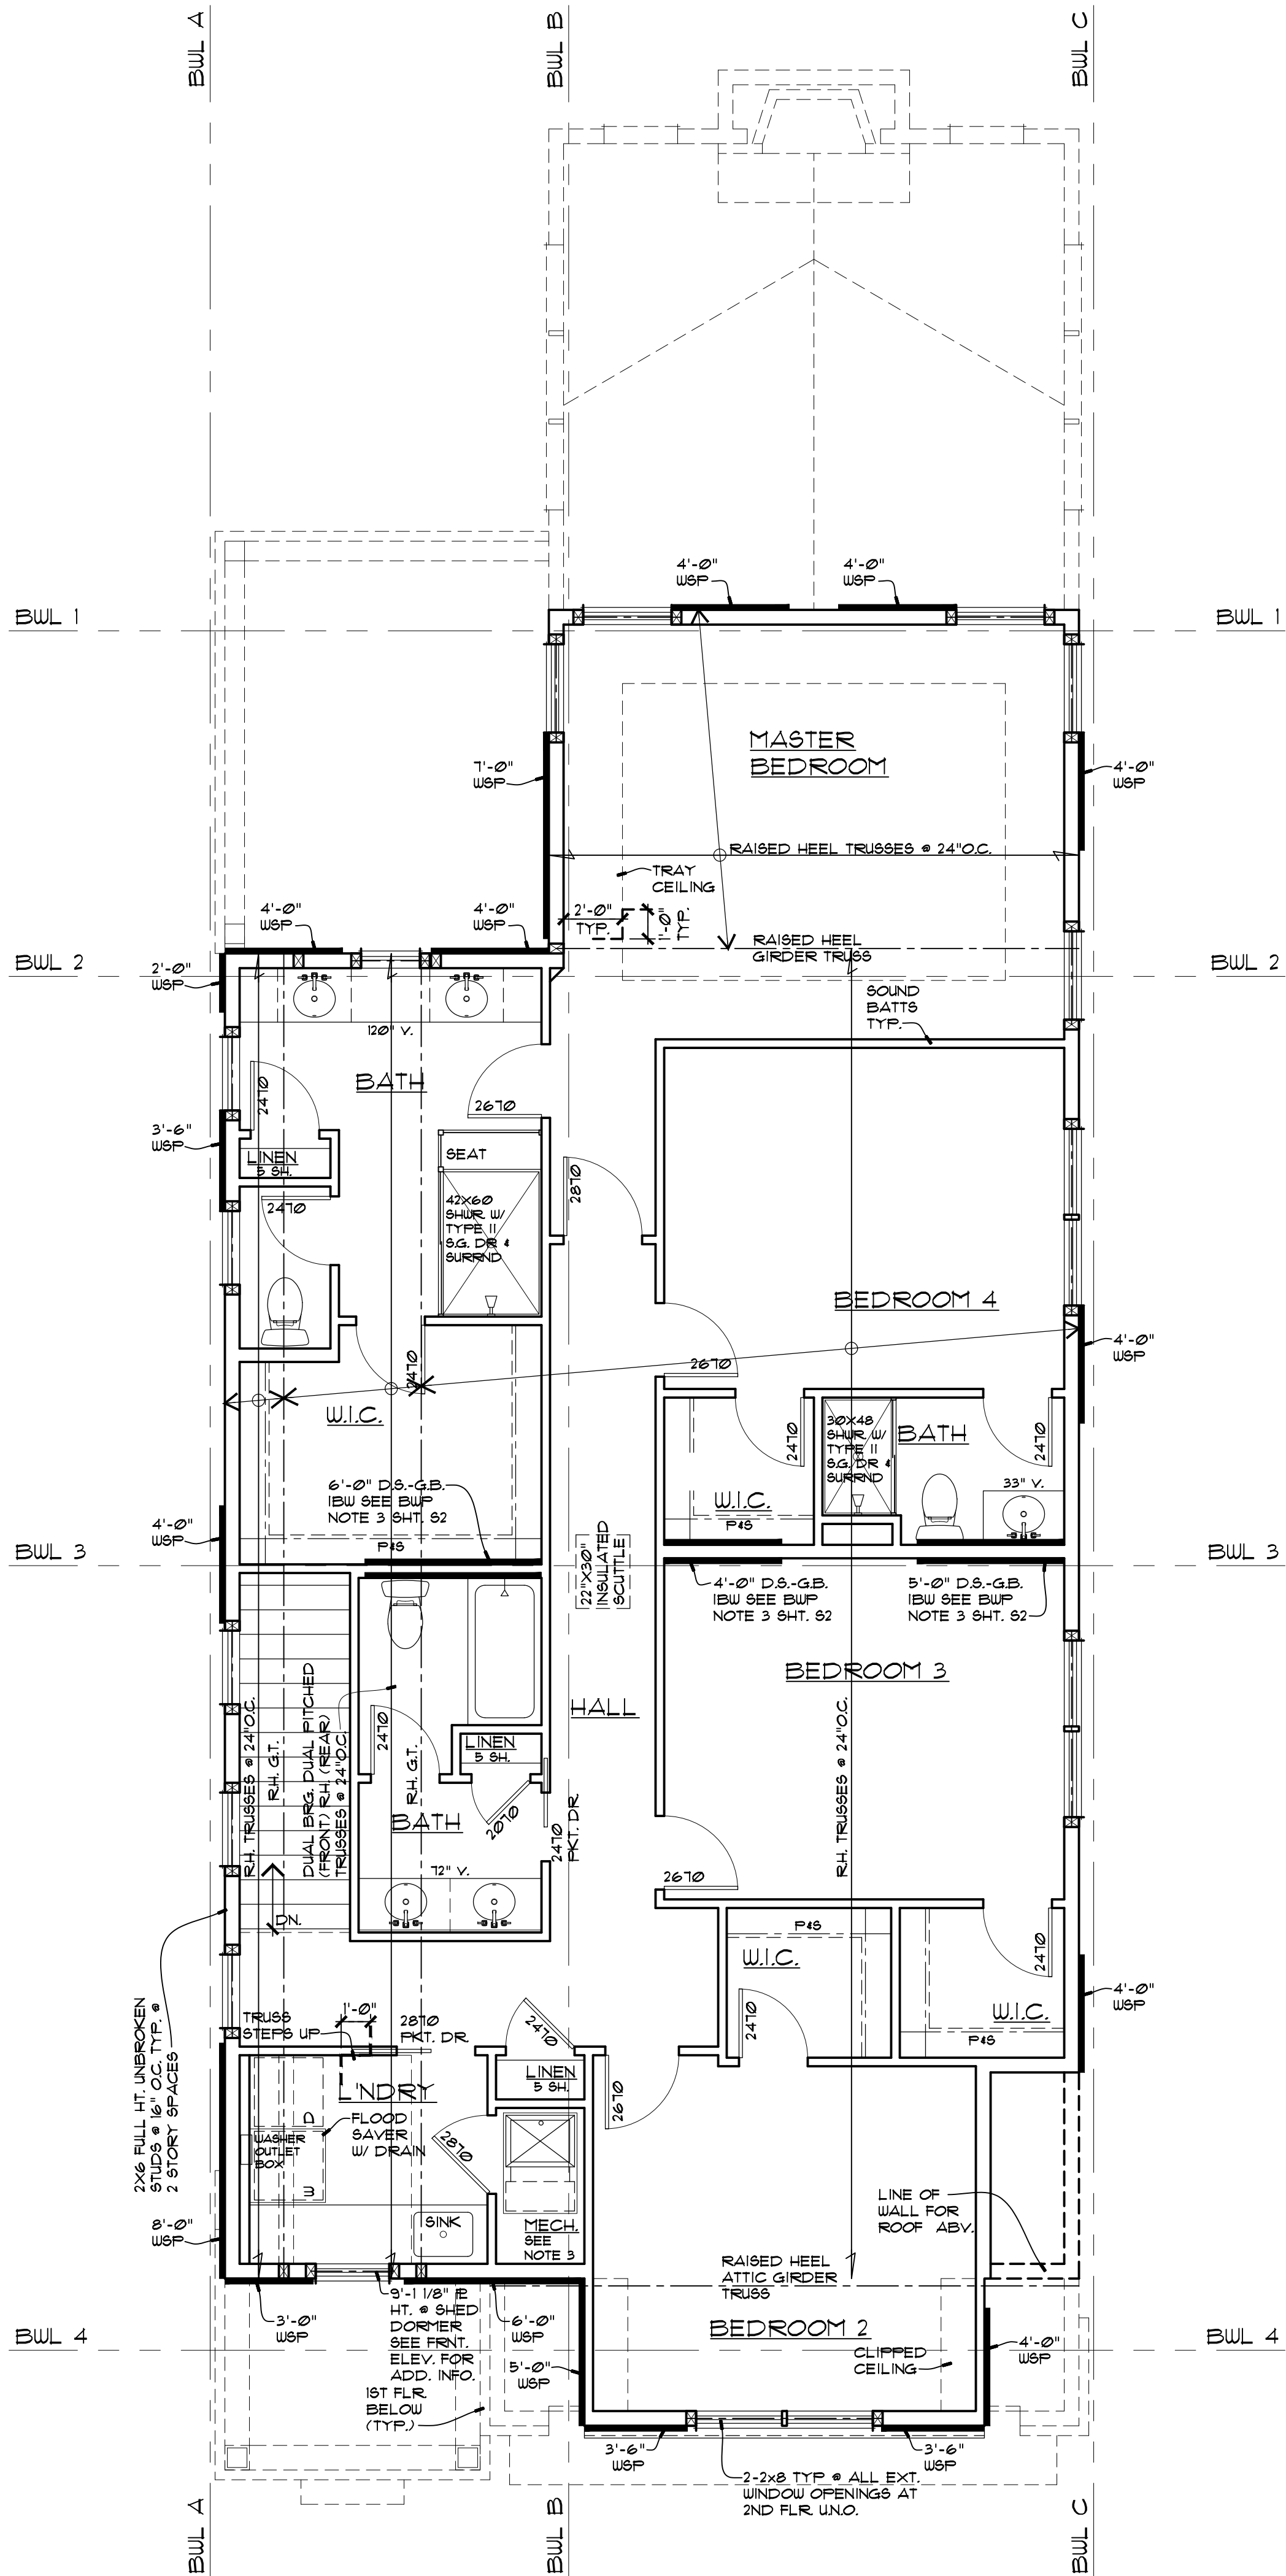 BWL A
BWL B
BWL C
4'-0"
WSP
4'-0"
WSP
BWL 1
BWL 1
MASTER
BEDROOM
7'-0"
WSP
4'-0"
WSP
RAISED HEEL TRUSSES @ 24"O.C.
TRAY
CEILING
4'-0"
WSP
4'-0"
WSP
2'-0"
TYP.
TYP.
RAISED HEEL
GIRDER TRUSS
BWL 2
BWL 2
2'-0"
WSP
SOUND
BATTS
TYP.
120" V.
BATH
2470
2670
3'-6"
WSP
LINEN
5 SH.
SEAT
2870
2470
42X60
SHWR. W/
TYPE II
S.G. DR &
SURRND
BEDROOM 4
4'-0"
WSP
2470
2670
W.I.C.
2470
30X48
SHWR. W/
TYPE II
S.G. DR &
SURRND
BATH
2470
33" V.
W.I.C.
P&S
6'-0" D.S.-G.B.
IBW SEE BWP
NOTE 3 SHT. S2
P&S
4'-0"
WSP
BWL 3
BWL 3
22"X30"
INSULATED
SCUTTLE
4'-0" D.S.-G.B.
IBW SEE BWP
NOTE 3 SHT. S2
5'-0" D.S.-G.B.
IBW SEE BWP
NOTE 3 SHT. S2
BEDROOM 3
HALL
R.H. TRUSSES @ 24"O.C.
R.H. G.T.
DUAL BRG. DUAL PITCHED
(FRONT) R.H. (REAR)
TRUSSES @ 24"O.C.
2470
R.H. G.T.
LINEN
5 SH.
2070
BATH
2470
PKT. DR
R.H. TRUSSES @ 24"O.C.
72" V.
2670
DN.
P&S
W.I.C.
2470
W.I.C.
P&S
2470
4'-0"
WSP
2X6 FULL HT. UNBROKEN
STUDS @ 16" O.C. TYP. @
2 STORY SPACES
TRUSS
STEPS UP
1'-0"
2870
PKT. DR.
2470
LINEN
5 SH.
2670
L'NDRY
D
FLOOD
SAVER
W/ DRAIN
WASHER
OUTLET
BOX
W
2870
SINK
MECH.
SEE
NOTE 3
LINE OF
WALL FOR
ROOF ABV.
8'-0"
WSP
RAISED HEEL
ATTIC GIRDER
TRUSS
3'-0"
WSP
9'-1 1/8" PL
HT. @ SHED
DORMER
SEE FRNT.
ELEV. FOR
ADD. INFO.
6'-0"
WSP
BEDROOM 2
BWL 4
BWL 4
4'-0"
WSP
CLIPPED
CEILING
5'-0"
WSP
1ST FLR.
BELOW
(TYP.)
3'-6"
WSP
3'-6"
WSP
2-2x8 TYP @ ALL EXT.
WINDOW OPENINGS AT
2ND FLR. U.N.O.
BWL A
BWL B
BWL C